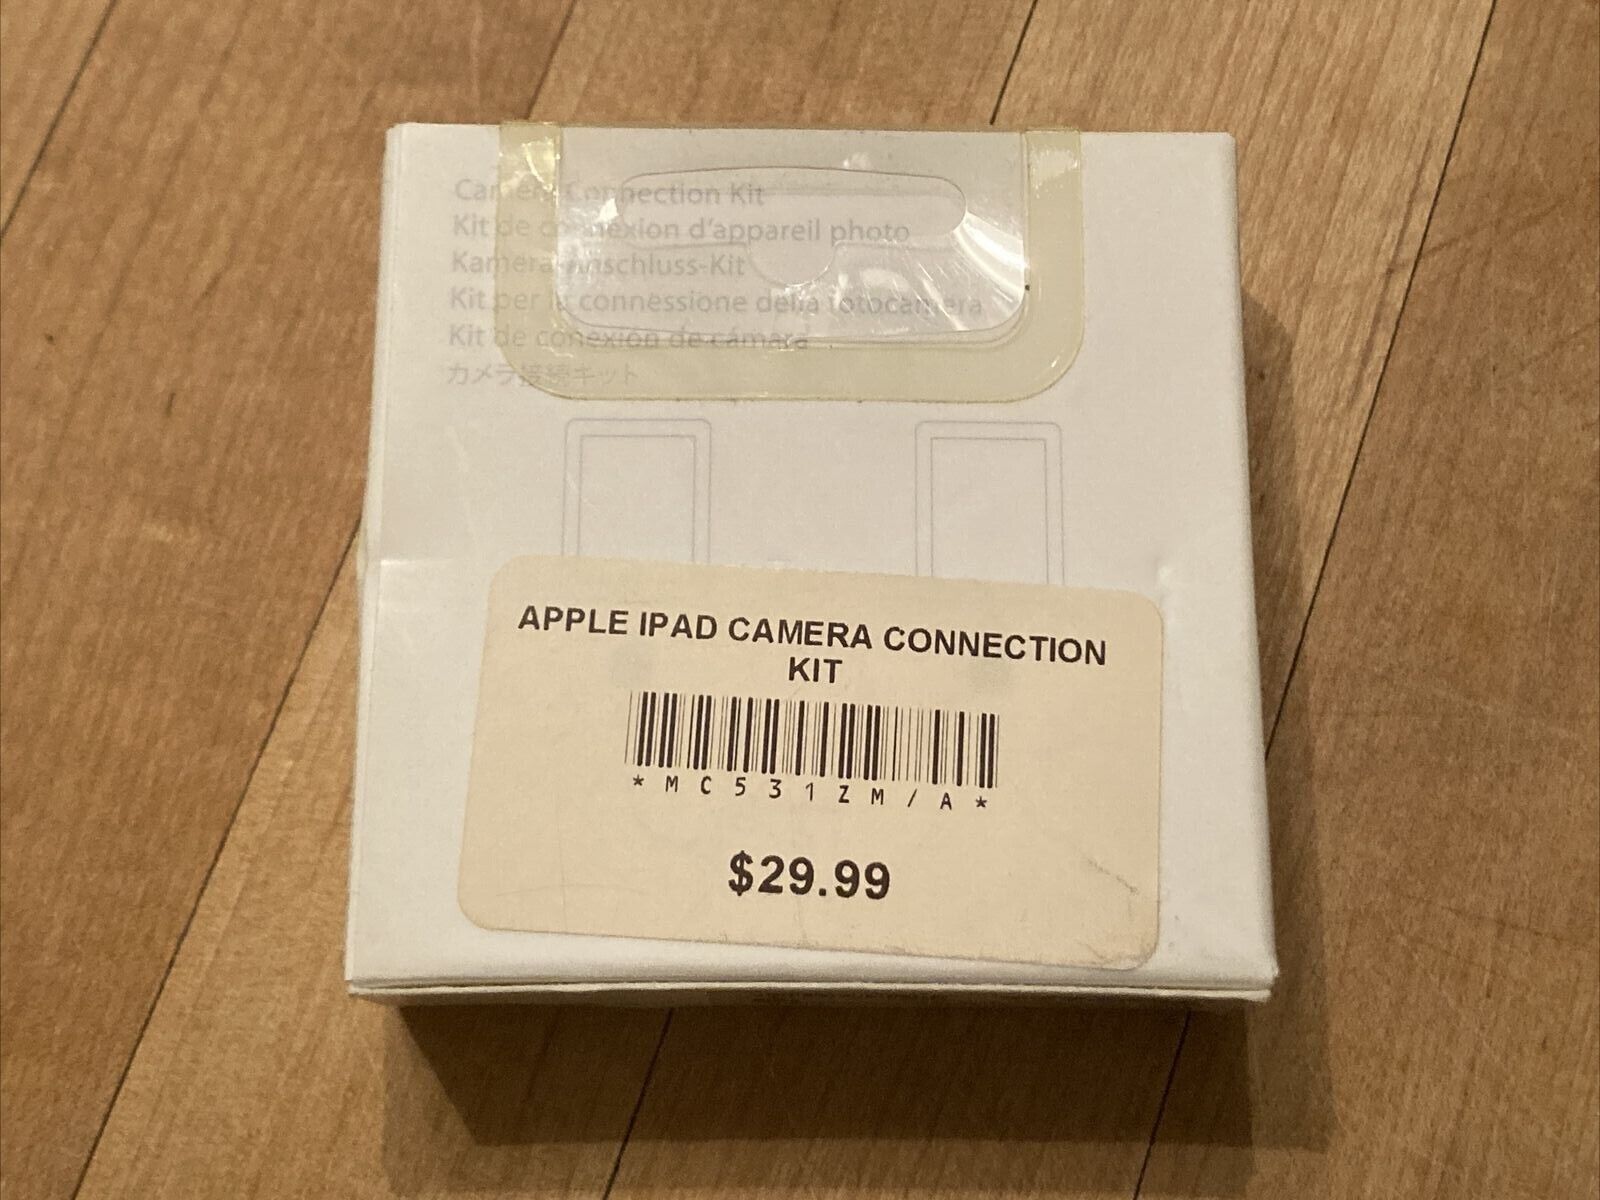 Camera Connection Kit
Kit de connexion d'appareil photo
Kamera-Anschluss-Kit
Kit per la connessione della fotocamera
Kit de conexión de cámara
カメラ接続キット
APPLE IPAD CAMERA CONNECTION
KIT
*MC531ZM/A*
$29.99